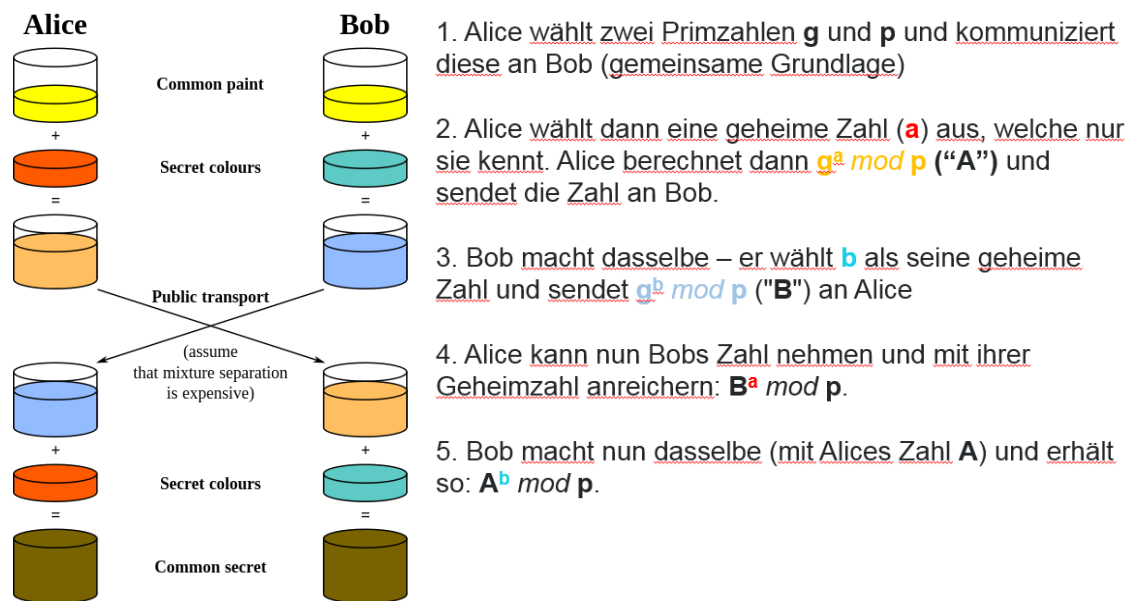 Alice
Bob
Common paint
+
+
Secret colours
=
=
Public transport
(assume
that mixture separation
is expensive)
+
+
Secret colours
=
=
Common secret
1. Alice wählt zwei Primzahlen g und p und kommuniziert
diese an Bob (gemeinsame Grundlage)
2. Alice wählt dann eine geheime Zahl (a) aus, welche nur
sie kennt. Alice berechnet dann gᵃ mod p (“A”) und
sendet die Zahl an Bob.
3. Bob macht dasselbe – er wählt b als seine geheime
Zahl und sendet gᵇ mod p ("B") an Alice
4. Alice kann nun Bobs Zahl nehmen und mit ihrer
Geheimzahl anreichern: Bᵃ mod p.
5. Bob macht nun dasselbe (mit Alices Zahl A) und erhält
so: Aᵇ mod p.